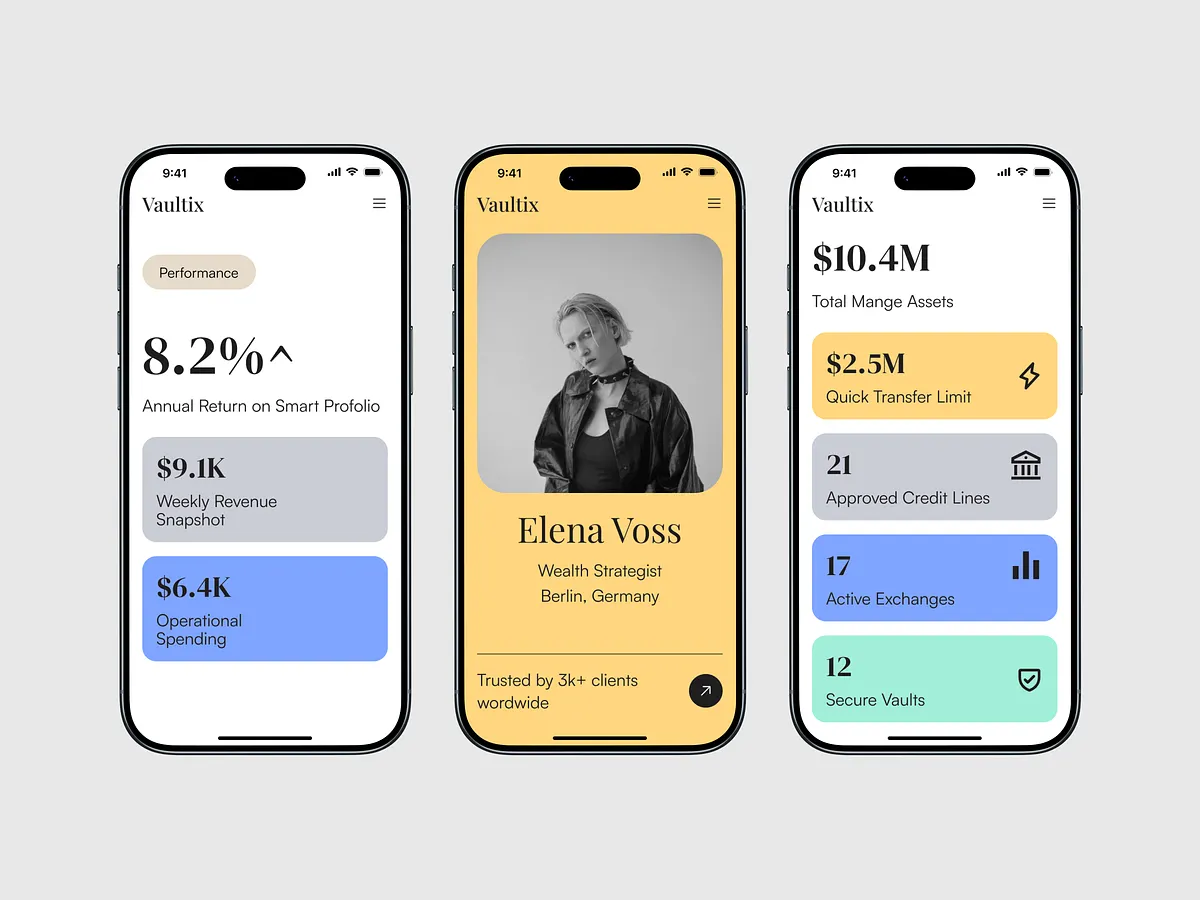 9:41
Vaultix
Performance
8.2%^
Annual Return on Smart Profolio
$9.1K
Weekly Revenue
Snapshot
$6.4K
Operational
Spending
9:41
Vaultix
Elena Voss
Wealth Strategist
Berlin, Germany
Trusted by 3k+ clients
wordwide
9:41
Vaultix
$10.4M
Total Mange Assets
$2.5M
Quick Transfer Limit
21
Approved Credit Lines
17
Active Exchanges
12
Secure Vaults